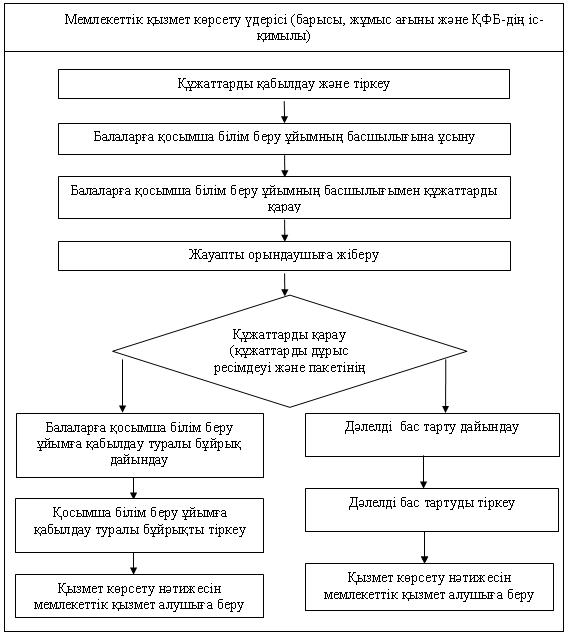 Мемлекеттік қызмет көрсету үдерісі (барысы, жұмыс ағыны және ҚФБ-дің іс-
қимылы)
Құжаттарды қабылдау және тіркеу
Балаларға қосымша білім беру ұйымның басшылығына ұсыну
Балаларға қосымша білім беру ұйымның басшылығымен құжаттарды
қарау
Жауапты орындаушыға жіберу
Құжаттарды қарау
(құжаттарды дұрыс
ресімдеуі және пакетінің
Балаларға қосымша білім беру
ұйымға қабылдау туралы бұйрық
дайындау
Қосымша білім беру ұйымға
қабылдау туралы бұйрықты тіркеу
Қызмет көрсету нәтижесін
мемлекеттік қызмет алушыға беру
Дәлелді бас тарту дайындау
Дәлелді бас тартуды тіркеу
Қызмет көрсету нәтижесін
мемлекеттік қызмет алушыға беру